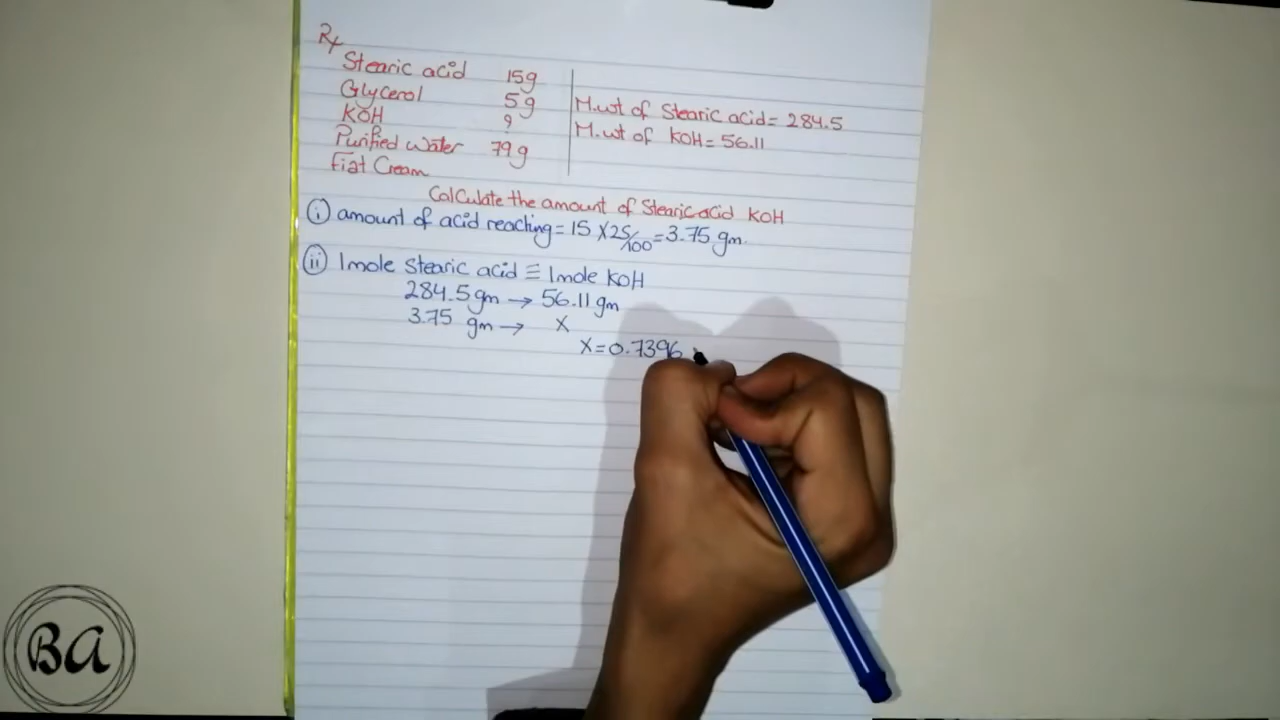 Rx
Stearic acid 15g
Glycerol 5g
KOH ?
Purified Water 79g
Fiat Cream
M.wt of Stearic acid = 284.5
M.wt of KOH = 56.11
Calculate the amount of Stearic acid KOH
(i) amount of acid reacting = 15 X 25/100 = 3.75 gm.
(ii) 1mole Stearic acid ≡ 1mole KOH
284.5 gm → 56.11 gm
3.75 gm → X
X = 0.7396
BA